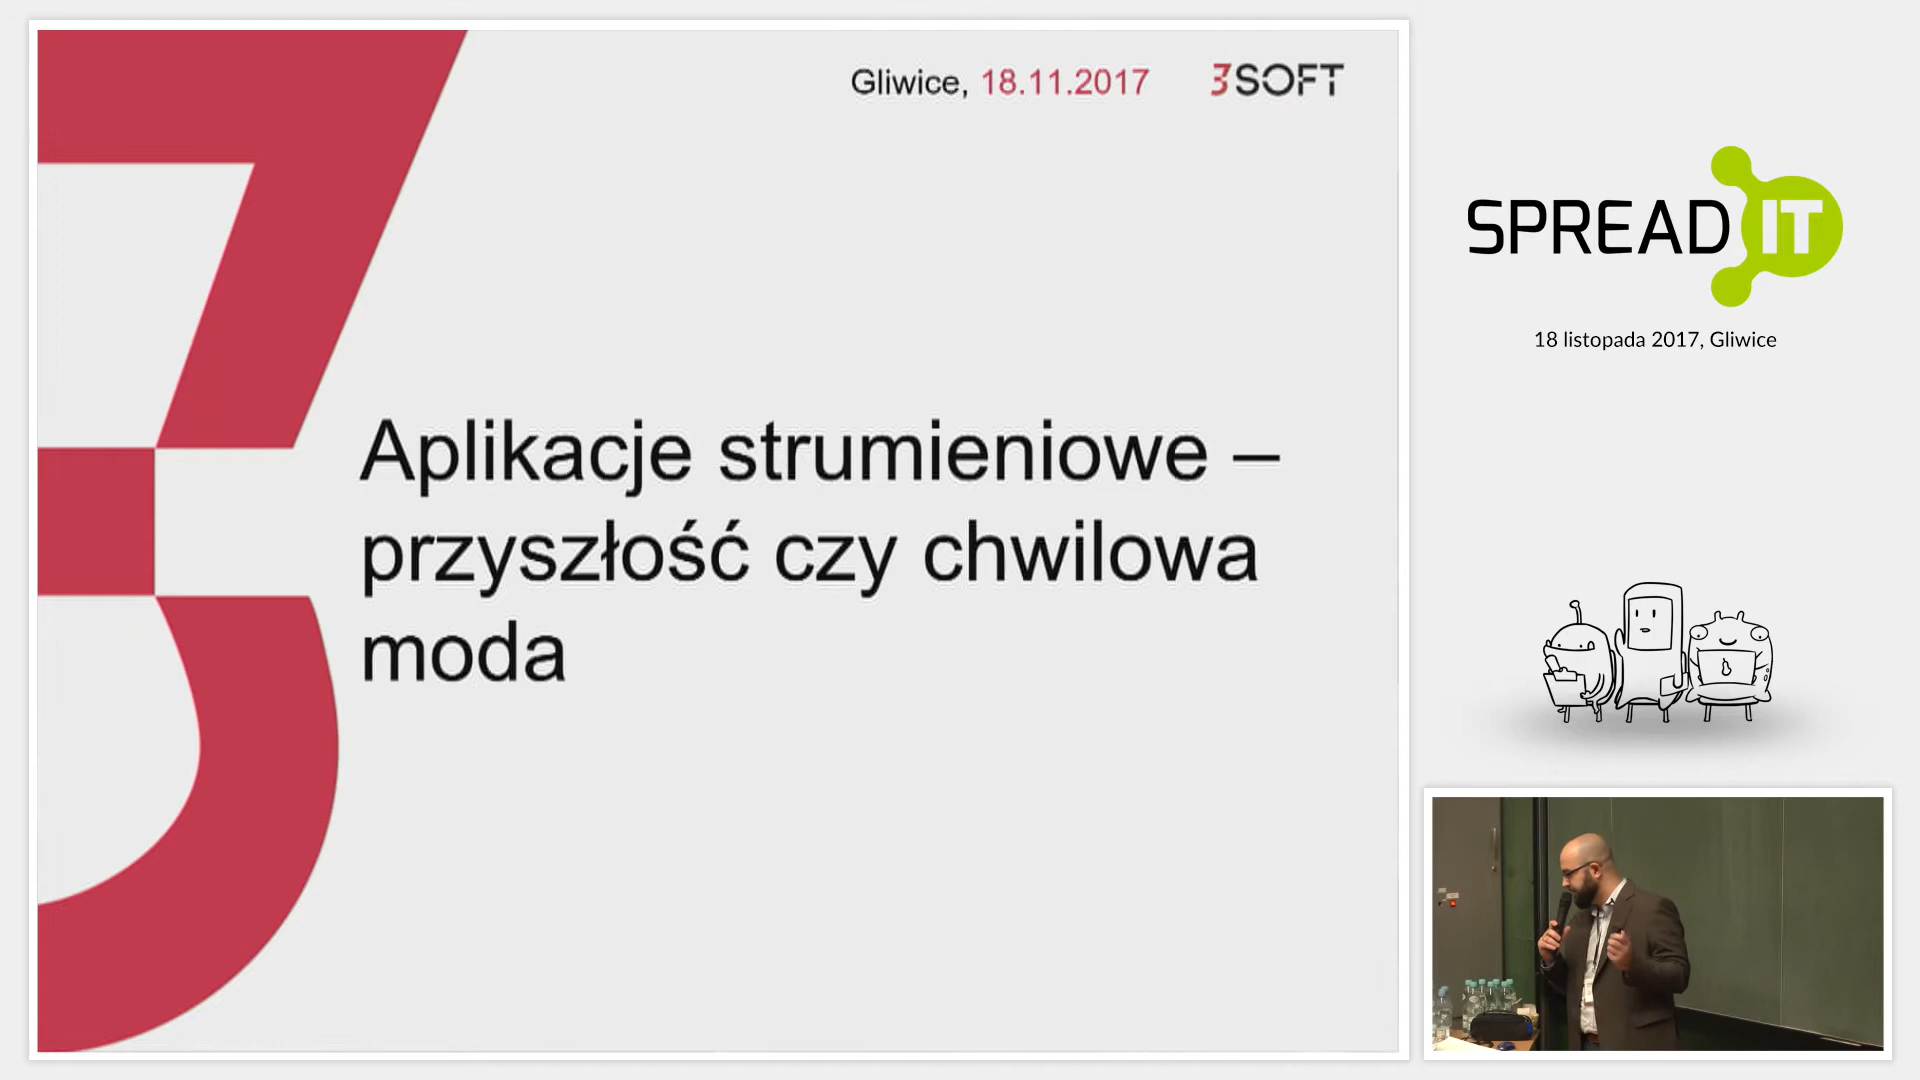 Gliwice, 18.11.2017
3SOFT
Aplikacje strumieniowe –
przyszłość czy chwilowa
moda
SPREAD IT
18 listopada 2017, Gliwice